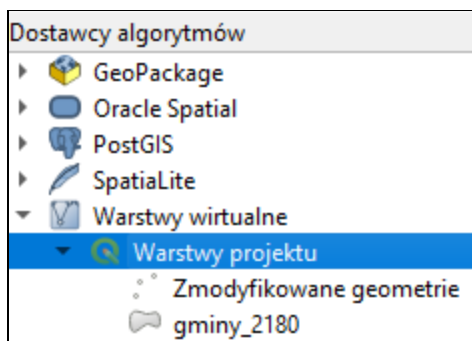 Dostawcy algorytmów
GeoPackage
Oracle Spatial
PostGIS
SpatiaLite
Warstwy wirtualne
Warstwy projektu
Zmodyfikowane geometrie
gminy_2180